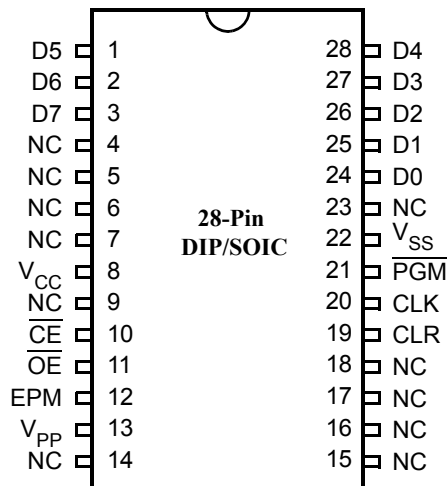 D5 1 28 D4
D6 2 27 D3
D7 3 26 D2
NC 4 25 D1
NC 5 24 D0
NC 6 23 NC
NC 7 22 VSS
28-Pin
DIP/SOIC
VCC 8 21 PGM
NC 9 20 CLK
CE 10 19 CLR
OE 11 18 NC
EPM 12 17 NC
VPP 13 16 NC
NC 14 15 NC